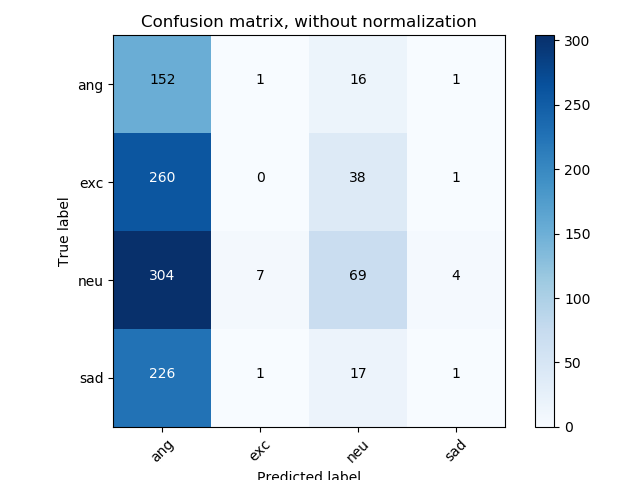 Confusion matrix, without normalization
True label
ang 152 1 16 1
exc 260 0 38 1
neu 304 7 69 4
sad 226 1 17 1
ang exc neu sad
Predicted label
300
250
200
150
100
50
0